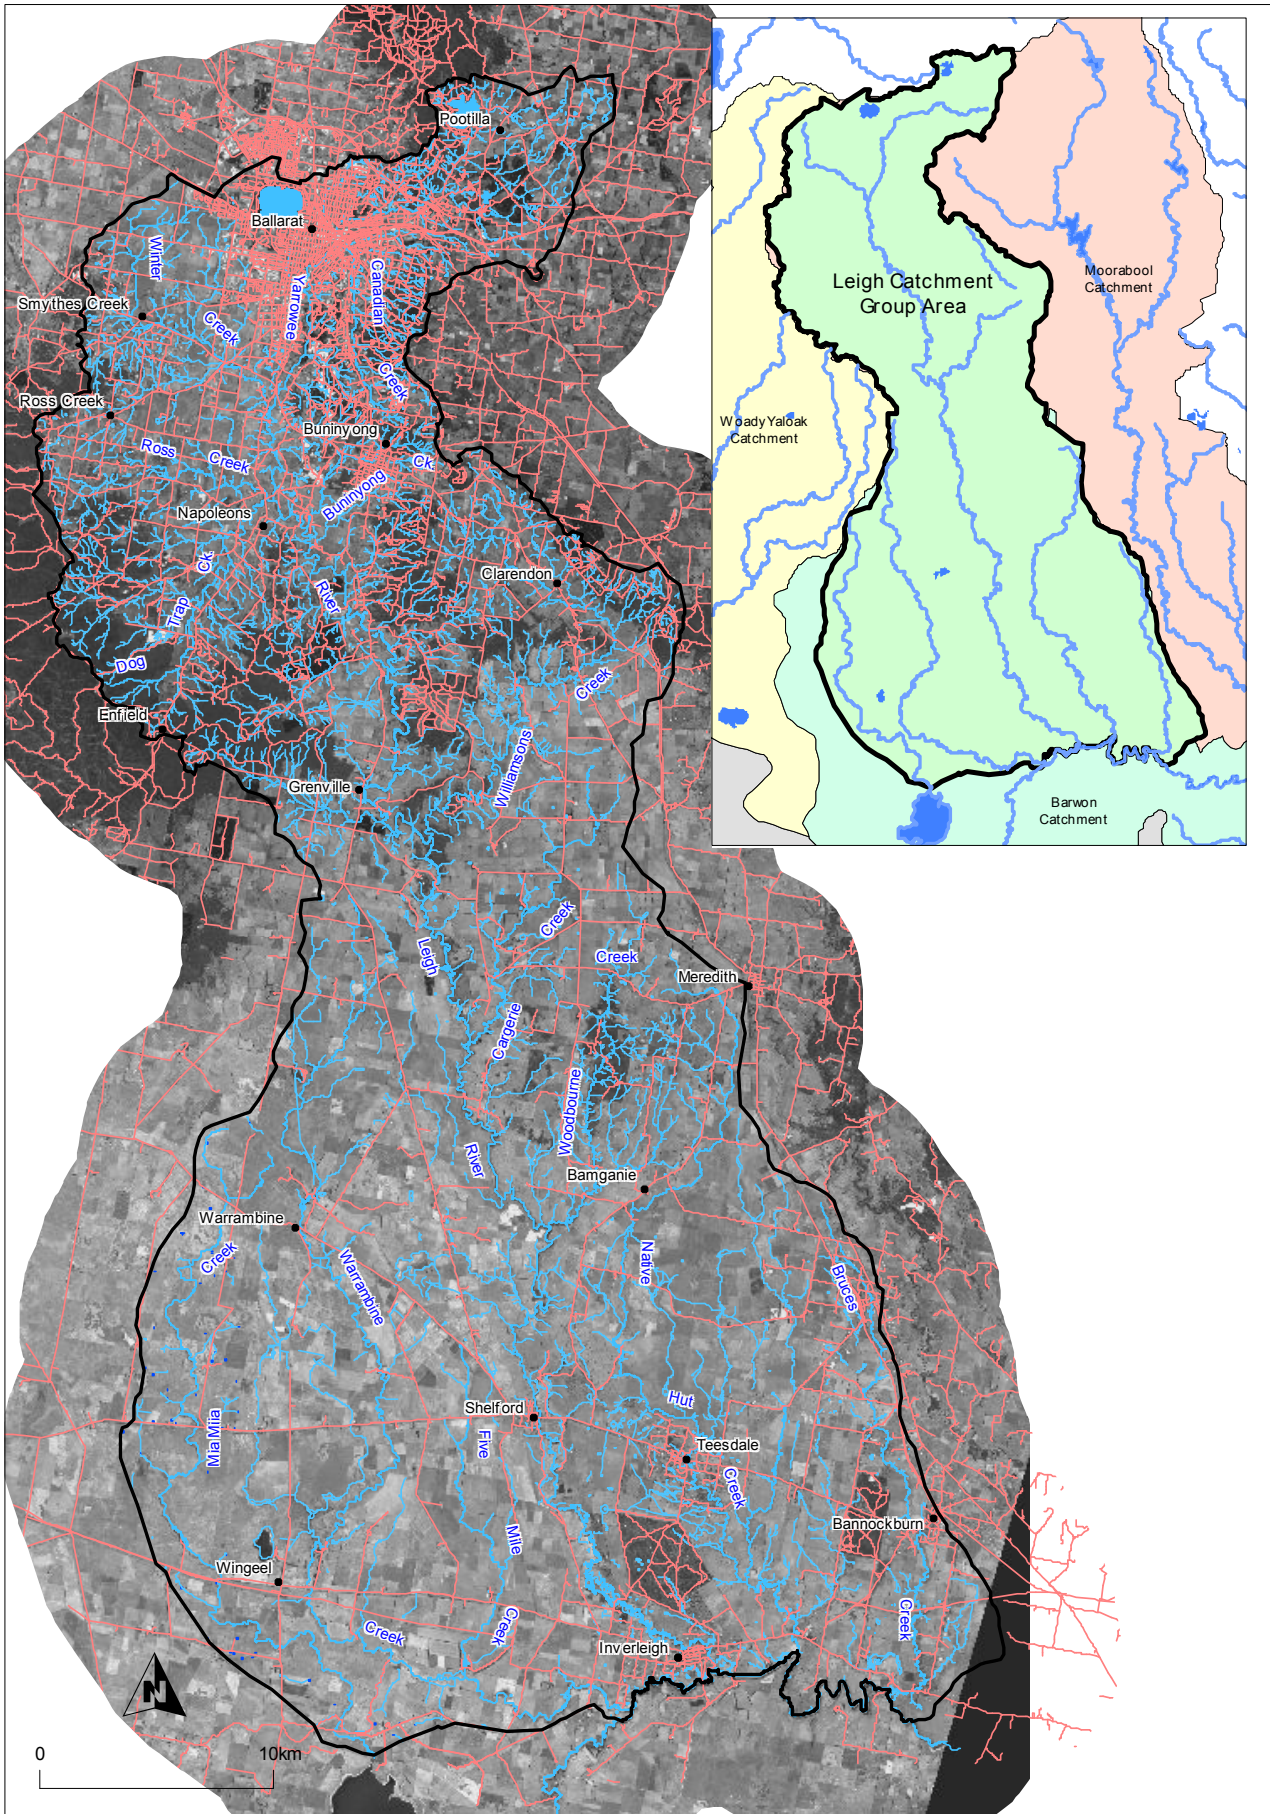 Pootilla
Ballarat
Winter
Creek
Yarrowee
Canadian
Creek
Smythes Creek
Ross Creek
Ross
Creek
Buninyong
Ck.
Buninyong
Napoleons
River
Clarendon
Ck.
Trap
Dog
Creek
Enfield
Williamsons
Grenville
Creek
Leigh
Creek
Meredith
Cargerie
Woodbourne
River
Bamganie
Warrambine
Creek
Warrambine
Native
Bruces
Hut
Shelford
Mia Miia
Five
Teesdale
Creek
Bannockburn
Mile
Wingeel
Creek
Creek
Creek
Inverleigh
N
0
10km
Leigh Catchment
Group Area
Moorabool
Catchment
Woady Yaloak
Catchment
Barwon
Catchment